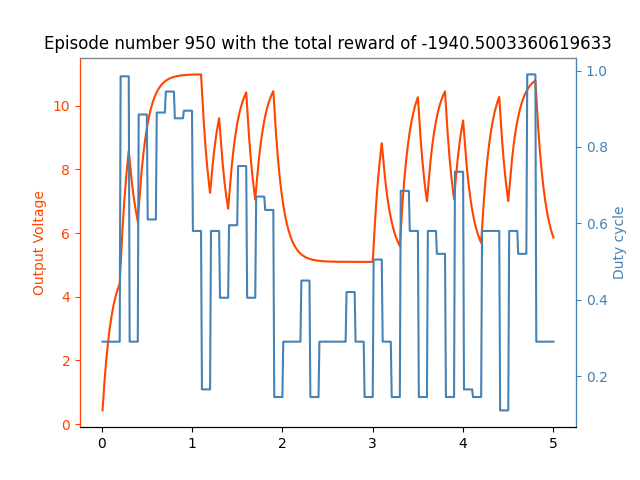 Episode number 950 with the total reward of -1940.5003360619633
Output Voltage
10
8
6
4
2
0
Duty cycle
1.0
0.8
0.6
0.4
0.2
0 1 2 3 4 5